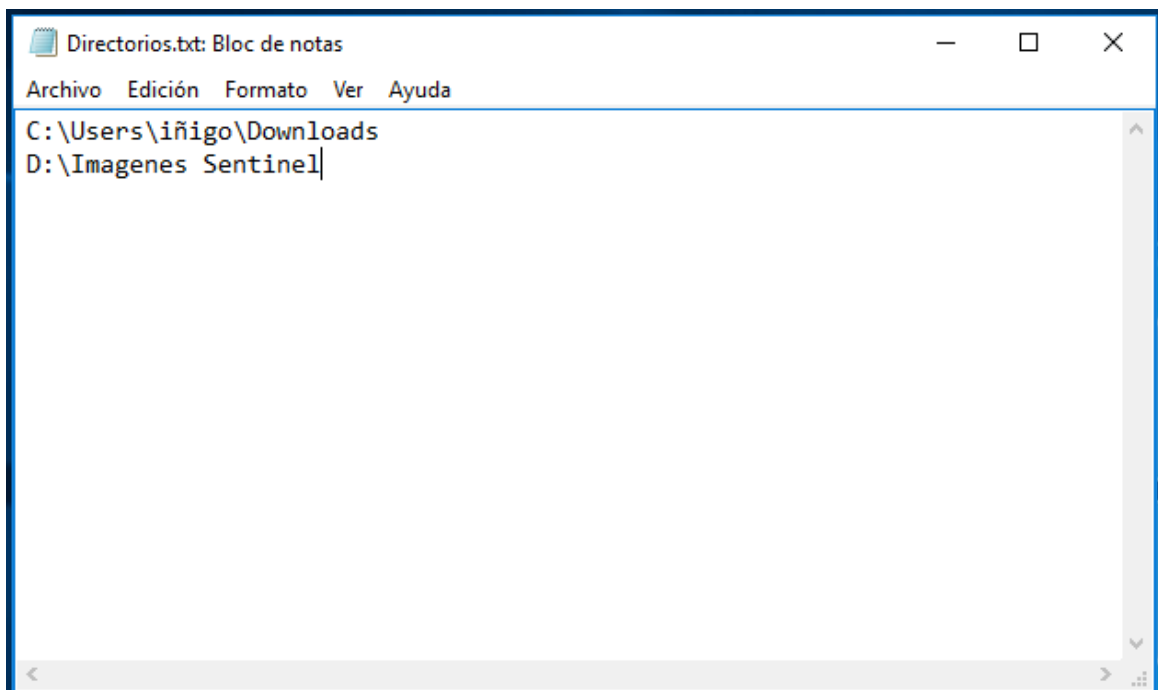 Directorios.txt: Bloc de notas
Archivo Edición Formato Ver Ayuda
C:\Users\iñigo\Downloads
D:\Imagenes Sentinel